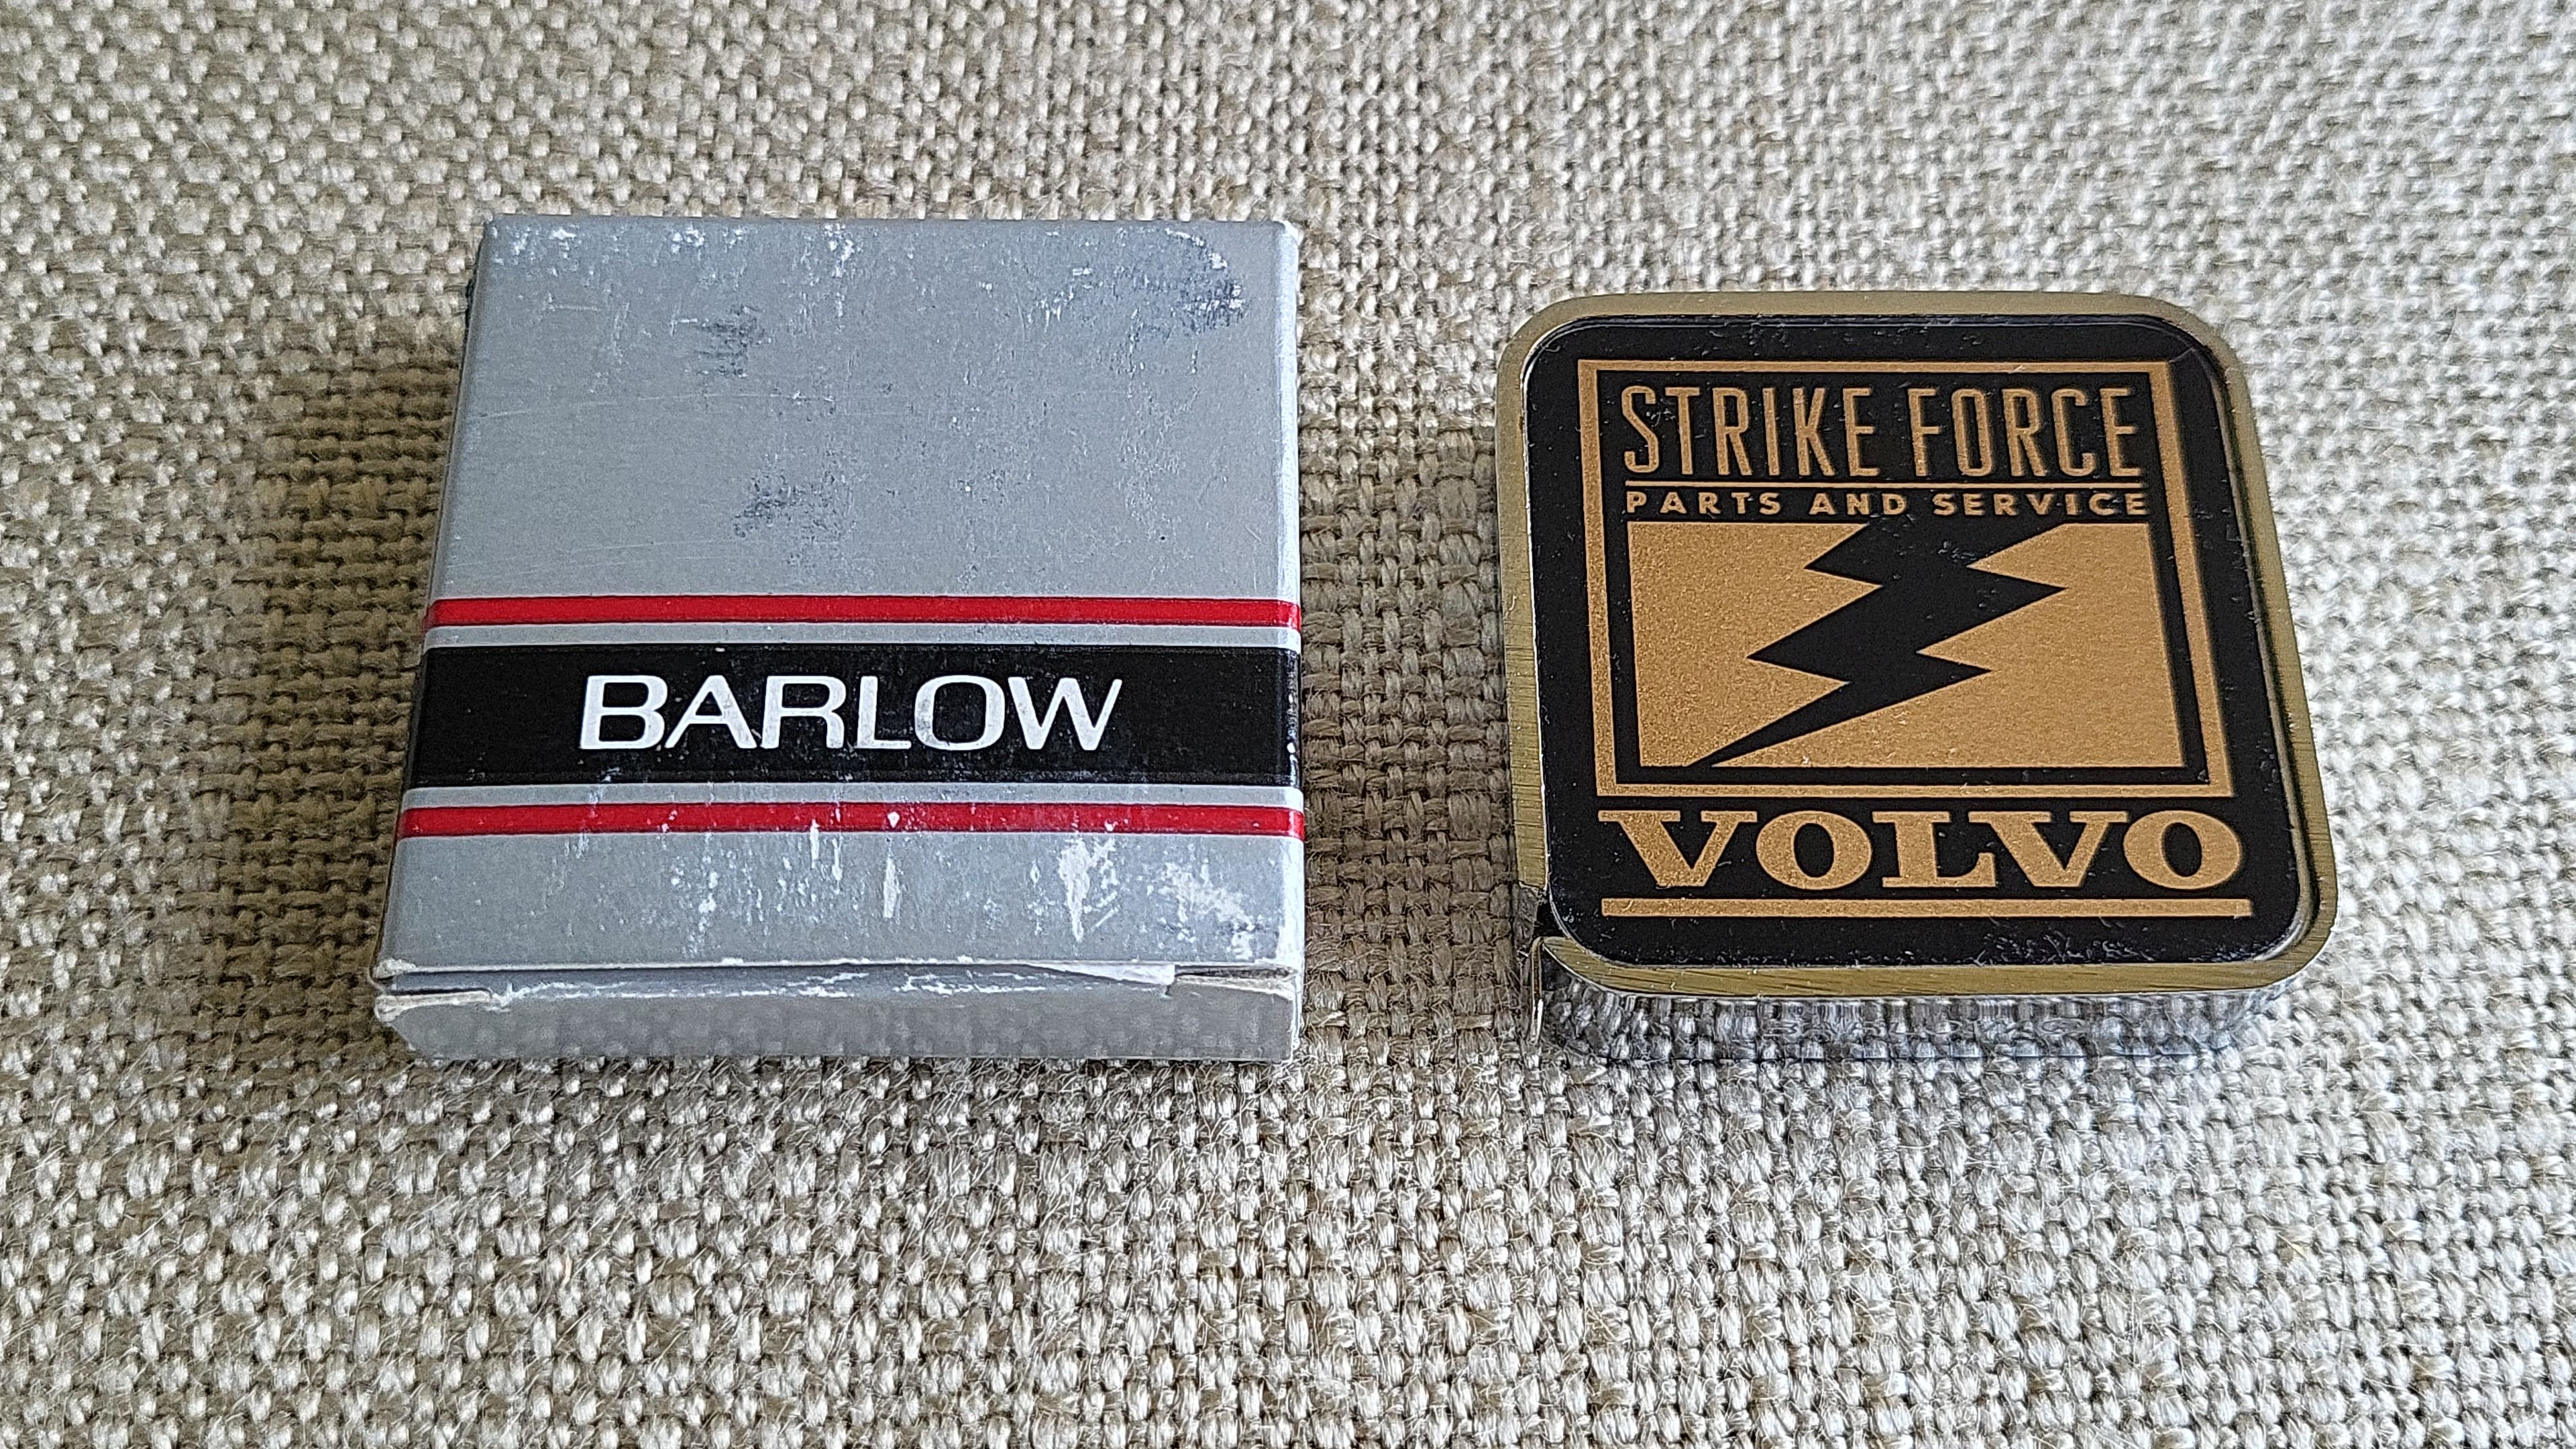 BARLOW
STRIKE FORCE
PARTS AND SERVICE
VOLVO